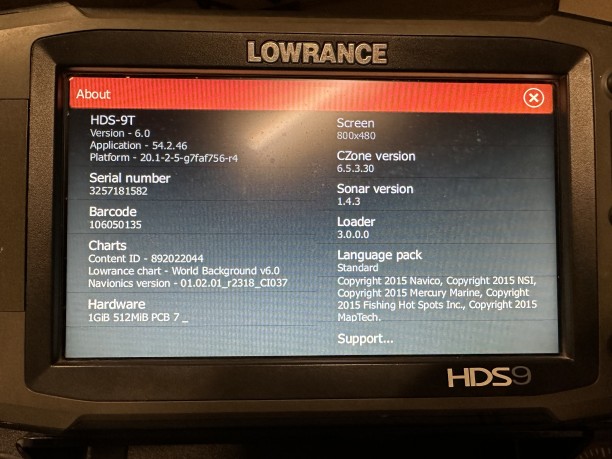 LOWRANCE
About
HDS-9T
Version - 6.0
Application - 54.2.46
Platform - 20.1-2-5-g7faf756-r4
Serial number
3257181582
Barcode
106050135
Charts
Content ID - 892022044
Lowrance chart - World Background v6.0
Navionics version - 01.02.01_r2318_CI037
Hardware
1GiB 512MiB PCB 7 _
Screen
800x480
CZone version
6.5.3.30
Sonar version
1.4.3
Loader
3.0.0.0
Language pack
Standard
Copyright 2015 Navico, Copyright 2015 NSI,
Copyright 2015 Mercury Marine, Copyright
2015 Fishing Hot Spots Inc., Copyright 2015
MapTech.
Support...
HDS9